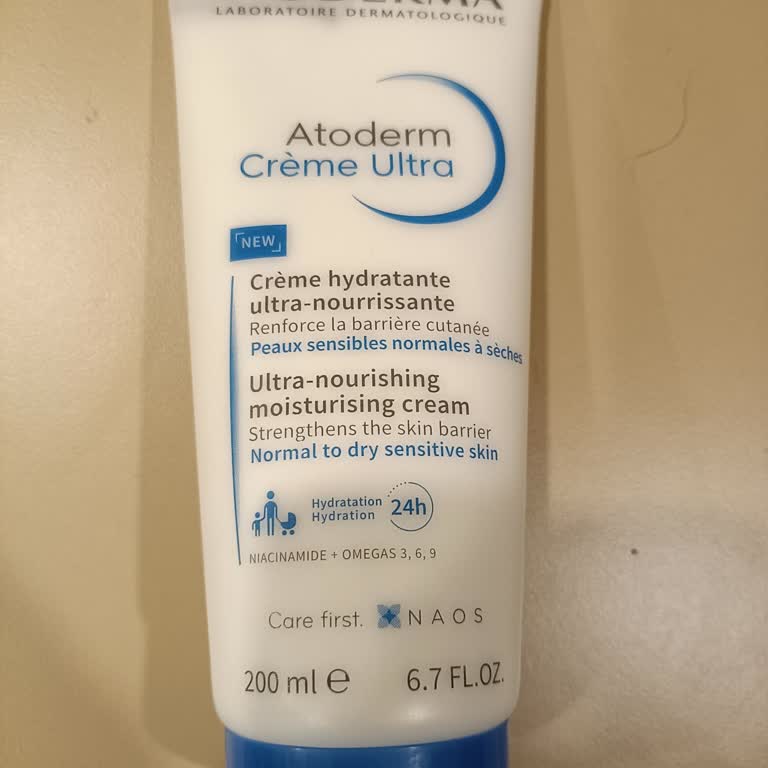 LABORATOIRE DERMATOLOGIQUE
Atoderm
Crème Ultra
NEW
Crème hydratante
ultra-nourrissante
Renforce la barrière cutanée
Peaux sensibles normales à sèches
Ultra-nourishing
moisturising cream
Strengthens the skin barrier
Normal to dry sensitive skin
Hydratation
Hydration
24h
NIACINAMIDE + OMEGAS 3, 6, 9
Care first. NAOS
200 ml ℮ 6.7 FL.OZ.